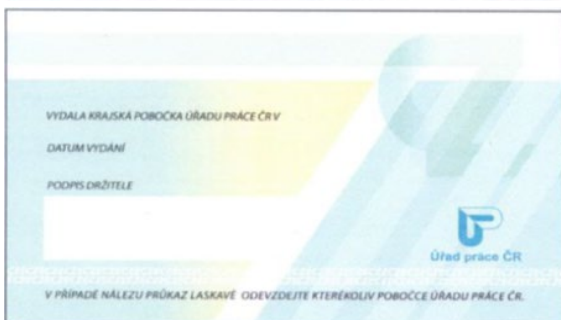 VYDALA KRAJSKÁ POBOČKA ÚŘADU PRÁCE ČR V
DATUM VYDÁNÍ
PODPIS DRŽITELE
Úřad práce ČR
V PŘÍPADĚ NÁLEZU PRŮKAZ LASKAVĚ ODEVZDEJTE KTERÉKOLIV POBOČCE ÚŘADU PRÁCE ČR.